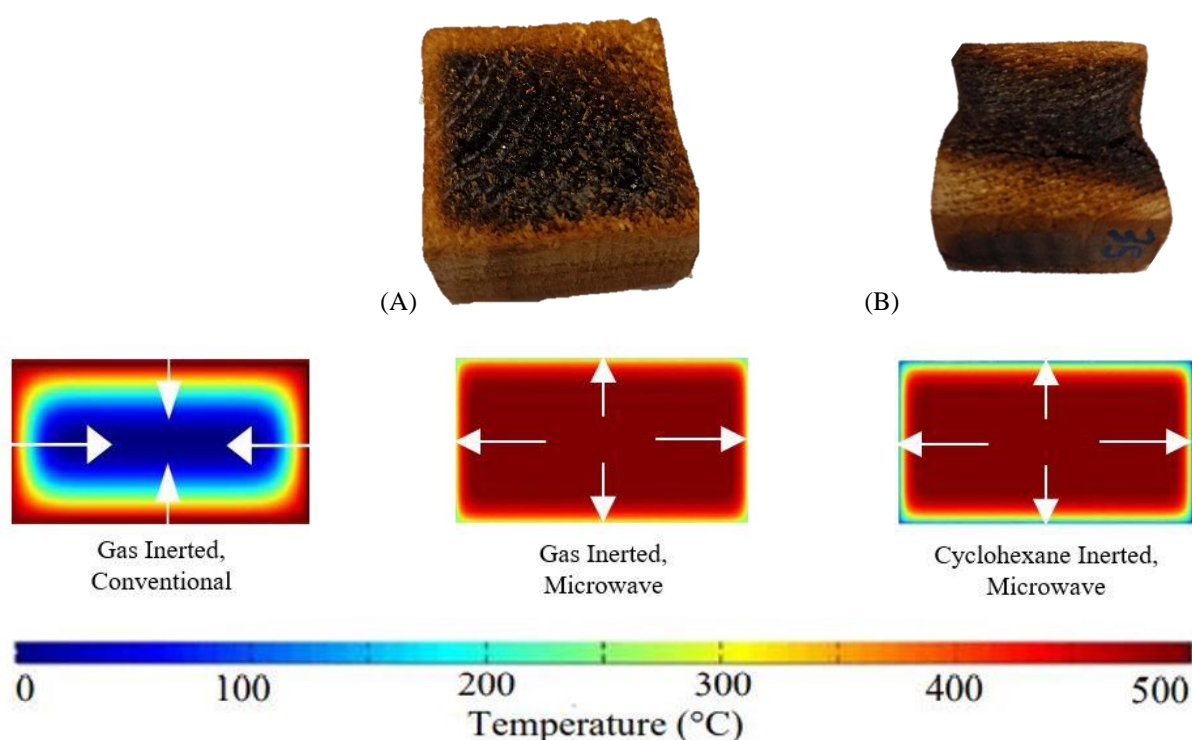 (A)
(B)
Gas Inerted,
Conventional
Gas Inerted,
Microwave
Cyclohexane Inerted,
Microwave
0 100 200 300 400 500
Temperature (°C)